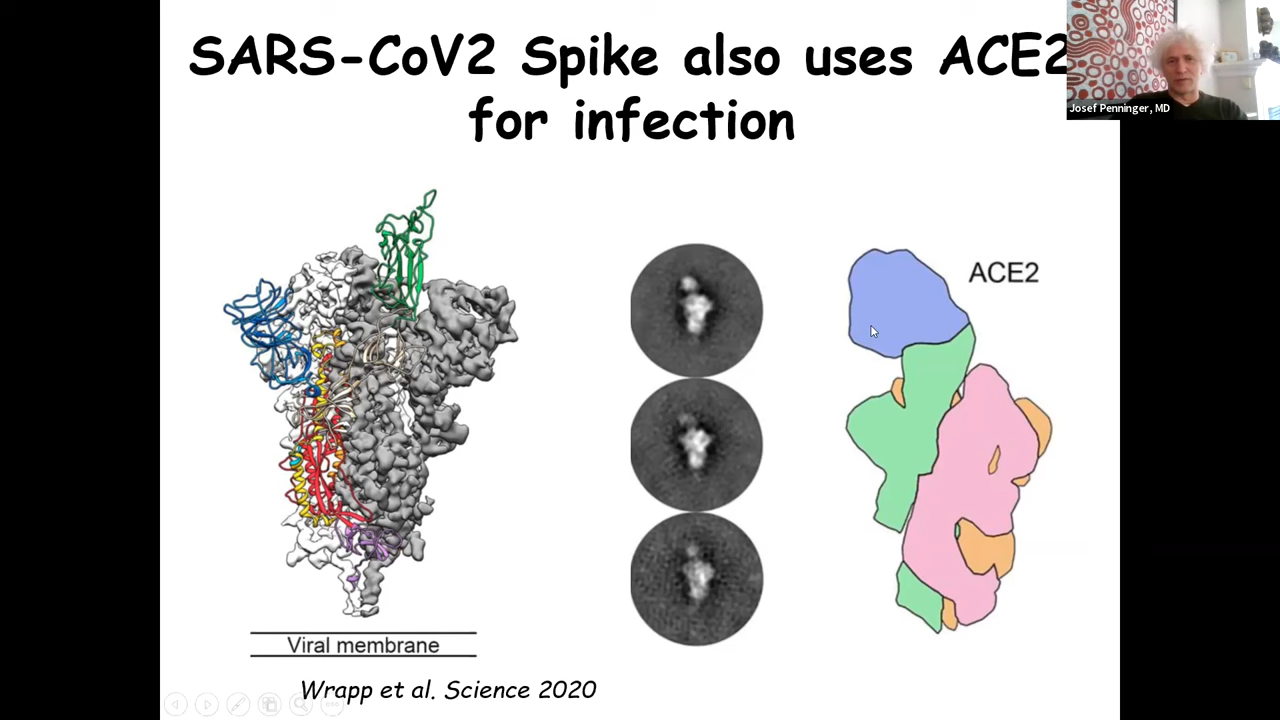 SARS-CoV2 Spike also uses ACE2
for infection
Josef Penninger, MD
ACE2
Viral membrane
Wrapp et al. Science 2020